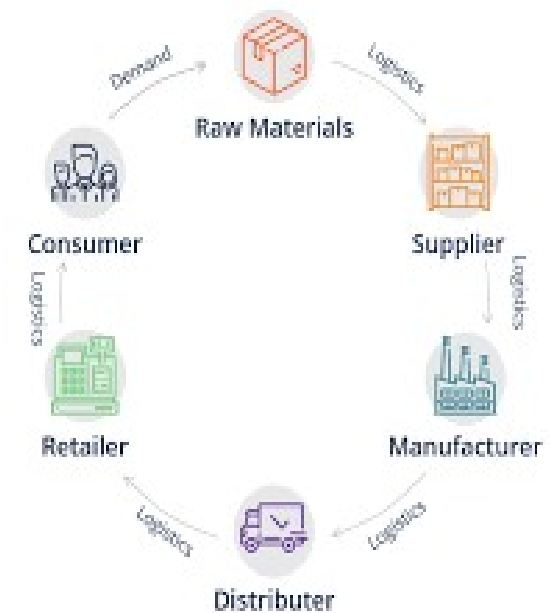 Demand
Logistics
Raw Materials
Consumer
Supplier
Logistics
Logistics
Retailer
Manufacturer
Logistics
Logistics
Distributer